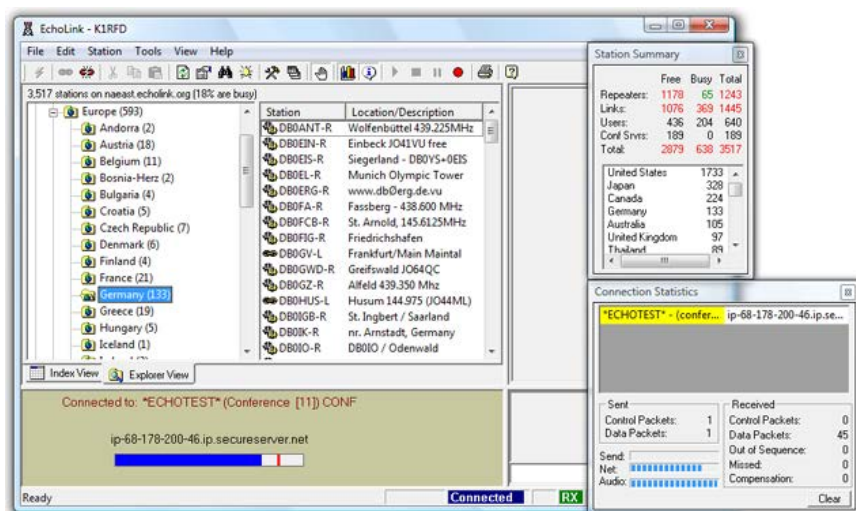 EchoLink - K1RFD
File Edit Station Tools View Help
3,517 stations on naeast.echolink.org (18% are busy)
Europe (593)
Andorra (2)
Austria (18)
Belgium (11)
Bosnia-Herz (2)
Bulgaria (4)
Croatia (5)
Czech Republic (7)
Denmark (6)
Finland (4)
France (21)
Germany (133)
Greece (19)
Hungary (5)
Iceland (1)
Station Location/Description
DB0ANT-R Wolfenbüttel 439.225MHz
DB0EIN-R Einbeck JO41VU free
DB0EIS-R Siegerland - DB0YS+0EIS
DB0EL-R Munich Olympic Tower
DB0ERG-R www.dbØerg.de.vu
DB0FA-R Fassberg - 438.600 MHz
DB0FCB-R St. Arnold, 145.6125MHz
DB0FIG-R Friedrichshafen
DB0GV-L Frankfurt/Main Maintal
DB0GWD-R Greifswald JO64QC
DB0GZ-R Alfeld 439.350 Mhz
DB0HUS-L Husum 144.975 (JO44ML)
DB0IGB-R St. Ingbert / Saarland
DB0IK-R nr. Arnstadt, Germany
DB0IO-R DB0IO / Odenwald
Index View Explorer View
Connected to: *ECHOTEST* (Conference [11]) CONF
ip-68-178-200-46.ip.secureserver.net
Ready Connected RX
Station Summary
Free Busy Total
Repeaters: 1178 65 1243
Links: 1076 369 1445
Users: 436 204 640
Conf Srvrs: 189 0 189
Total: 2879 638 3517
United States 1733
Japan 328
Canada 224
Germany 133
Australia 105
United Kingdom 97
Thailand 89
Connection Statistics
*ECHOTEST* - (confer... ip-68-178-200-46.ip.se...
Sent
Control Packets: 1
Data Packets: 1
Send:
Net:
Audio:
Received
Control Packets: 0
Data Packets: 45
Out of Sequence: 0
Missed: 0
Compensation: 0
Clear